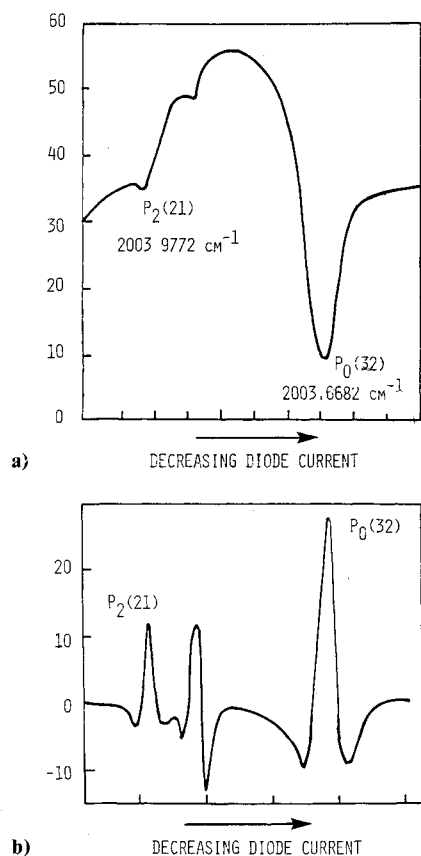 60
50
40
30
20
10
0
P2(21)
2003 9772 CM-1
P0(32)
2003.6682 CM-1
a)
DECREASING DIODE CURRENT
20
10
0
-10
P2(21)
P0(32)
b)
DECREASING DIODE CURRENT